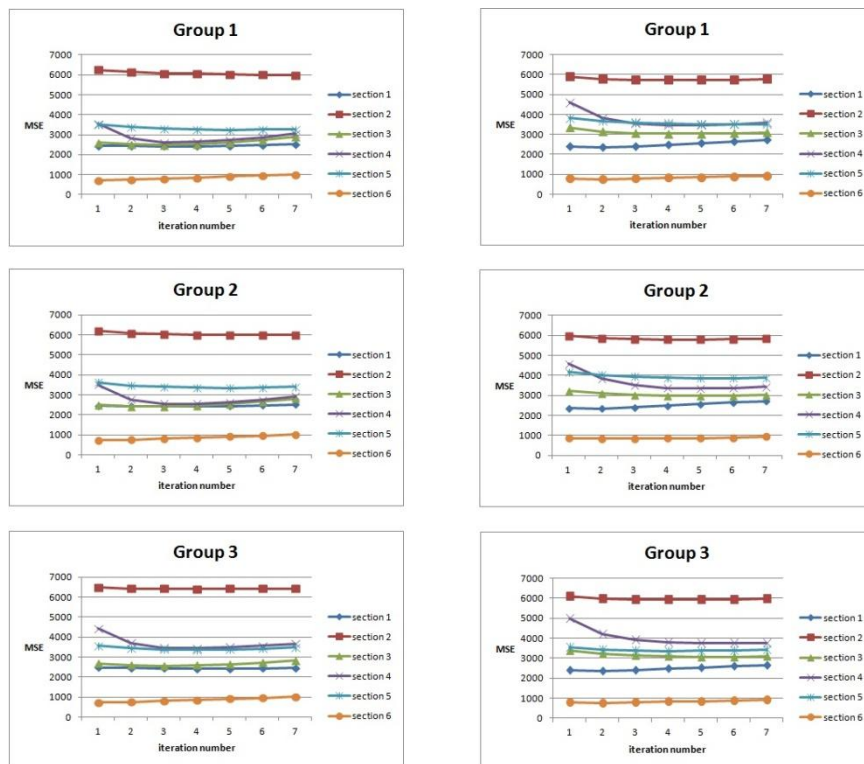 Group 1
7000
6000
5000
4000
3000
2000
1000
0
MSE
1 2 3 4 5 6 7
iteration number
section 1
section 2
section 3
section 4
section 5
section 6
Group 1
7000
6000
5000
4000
3000
2000
1000
0
MSE
1 2 3 4 5 6 7
iteration number
section 1
section 2
section 3
section 4
section 5
section 6
Group 2
7000
6000
5000
4000
3000
2000
1000
0
MSE
1 2 3 4 5 6 7
iteration number
section 1
section 2
section 3
section 4
section 5
section 6
Group 2
7000
6000
5000
4000
3000
2000
1000
0
MSE
1 2 3 4 5 6 7
iteration number
section 1
section 2
section 3
section 4
section 5
section 6
Group 3
7000
6000
5000
4000
3000
2000
1000
0
MSE
1 2 3 4 5 6 7
iteration number
section 1
section 2
section 3
section 4
section 5
section 6
Group 3
7000
6000
5000
4000
3000
2000
1000
0
MSE
1 2 3 4 5 6 7
iteration number
section 1
section 2
section 3
section 4
section 5
section 6